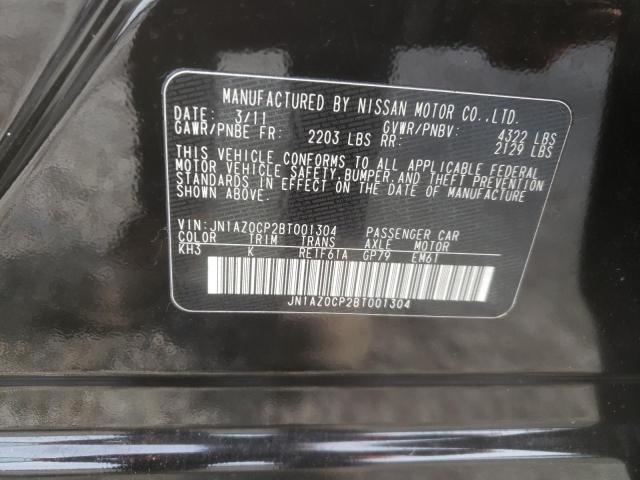 MANUFACTURED BY NISSAN MOTOR CO.,LTD.
DATE: 3/11 GVWR/PNBV: 4322 LBS
GAWR/PNBE FR: 2203 LBS RR: 2129 LBS
THIS VEHICLE CONFORMS TO ALL APPLICABLE FEDERAL
MOTOR VEHICLE SAFETY,BUMPER,AND THEFT PREVENTION
STANDARDS IN EFFECT ON THE DATE OF MANUFACTURE
SHOWN ABOVE.
VIN:JN1AZ0CP2BT001304 PASSENGER CAR
COLOR TRIM TRANS AXLE MOTOR
KH3 K RE1F61A GP79 EM61
JN1AZ0CP2BT001304